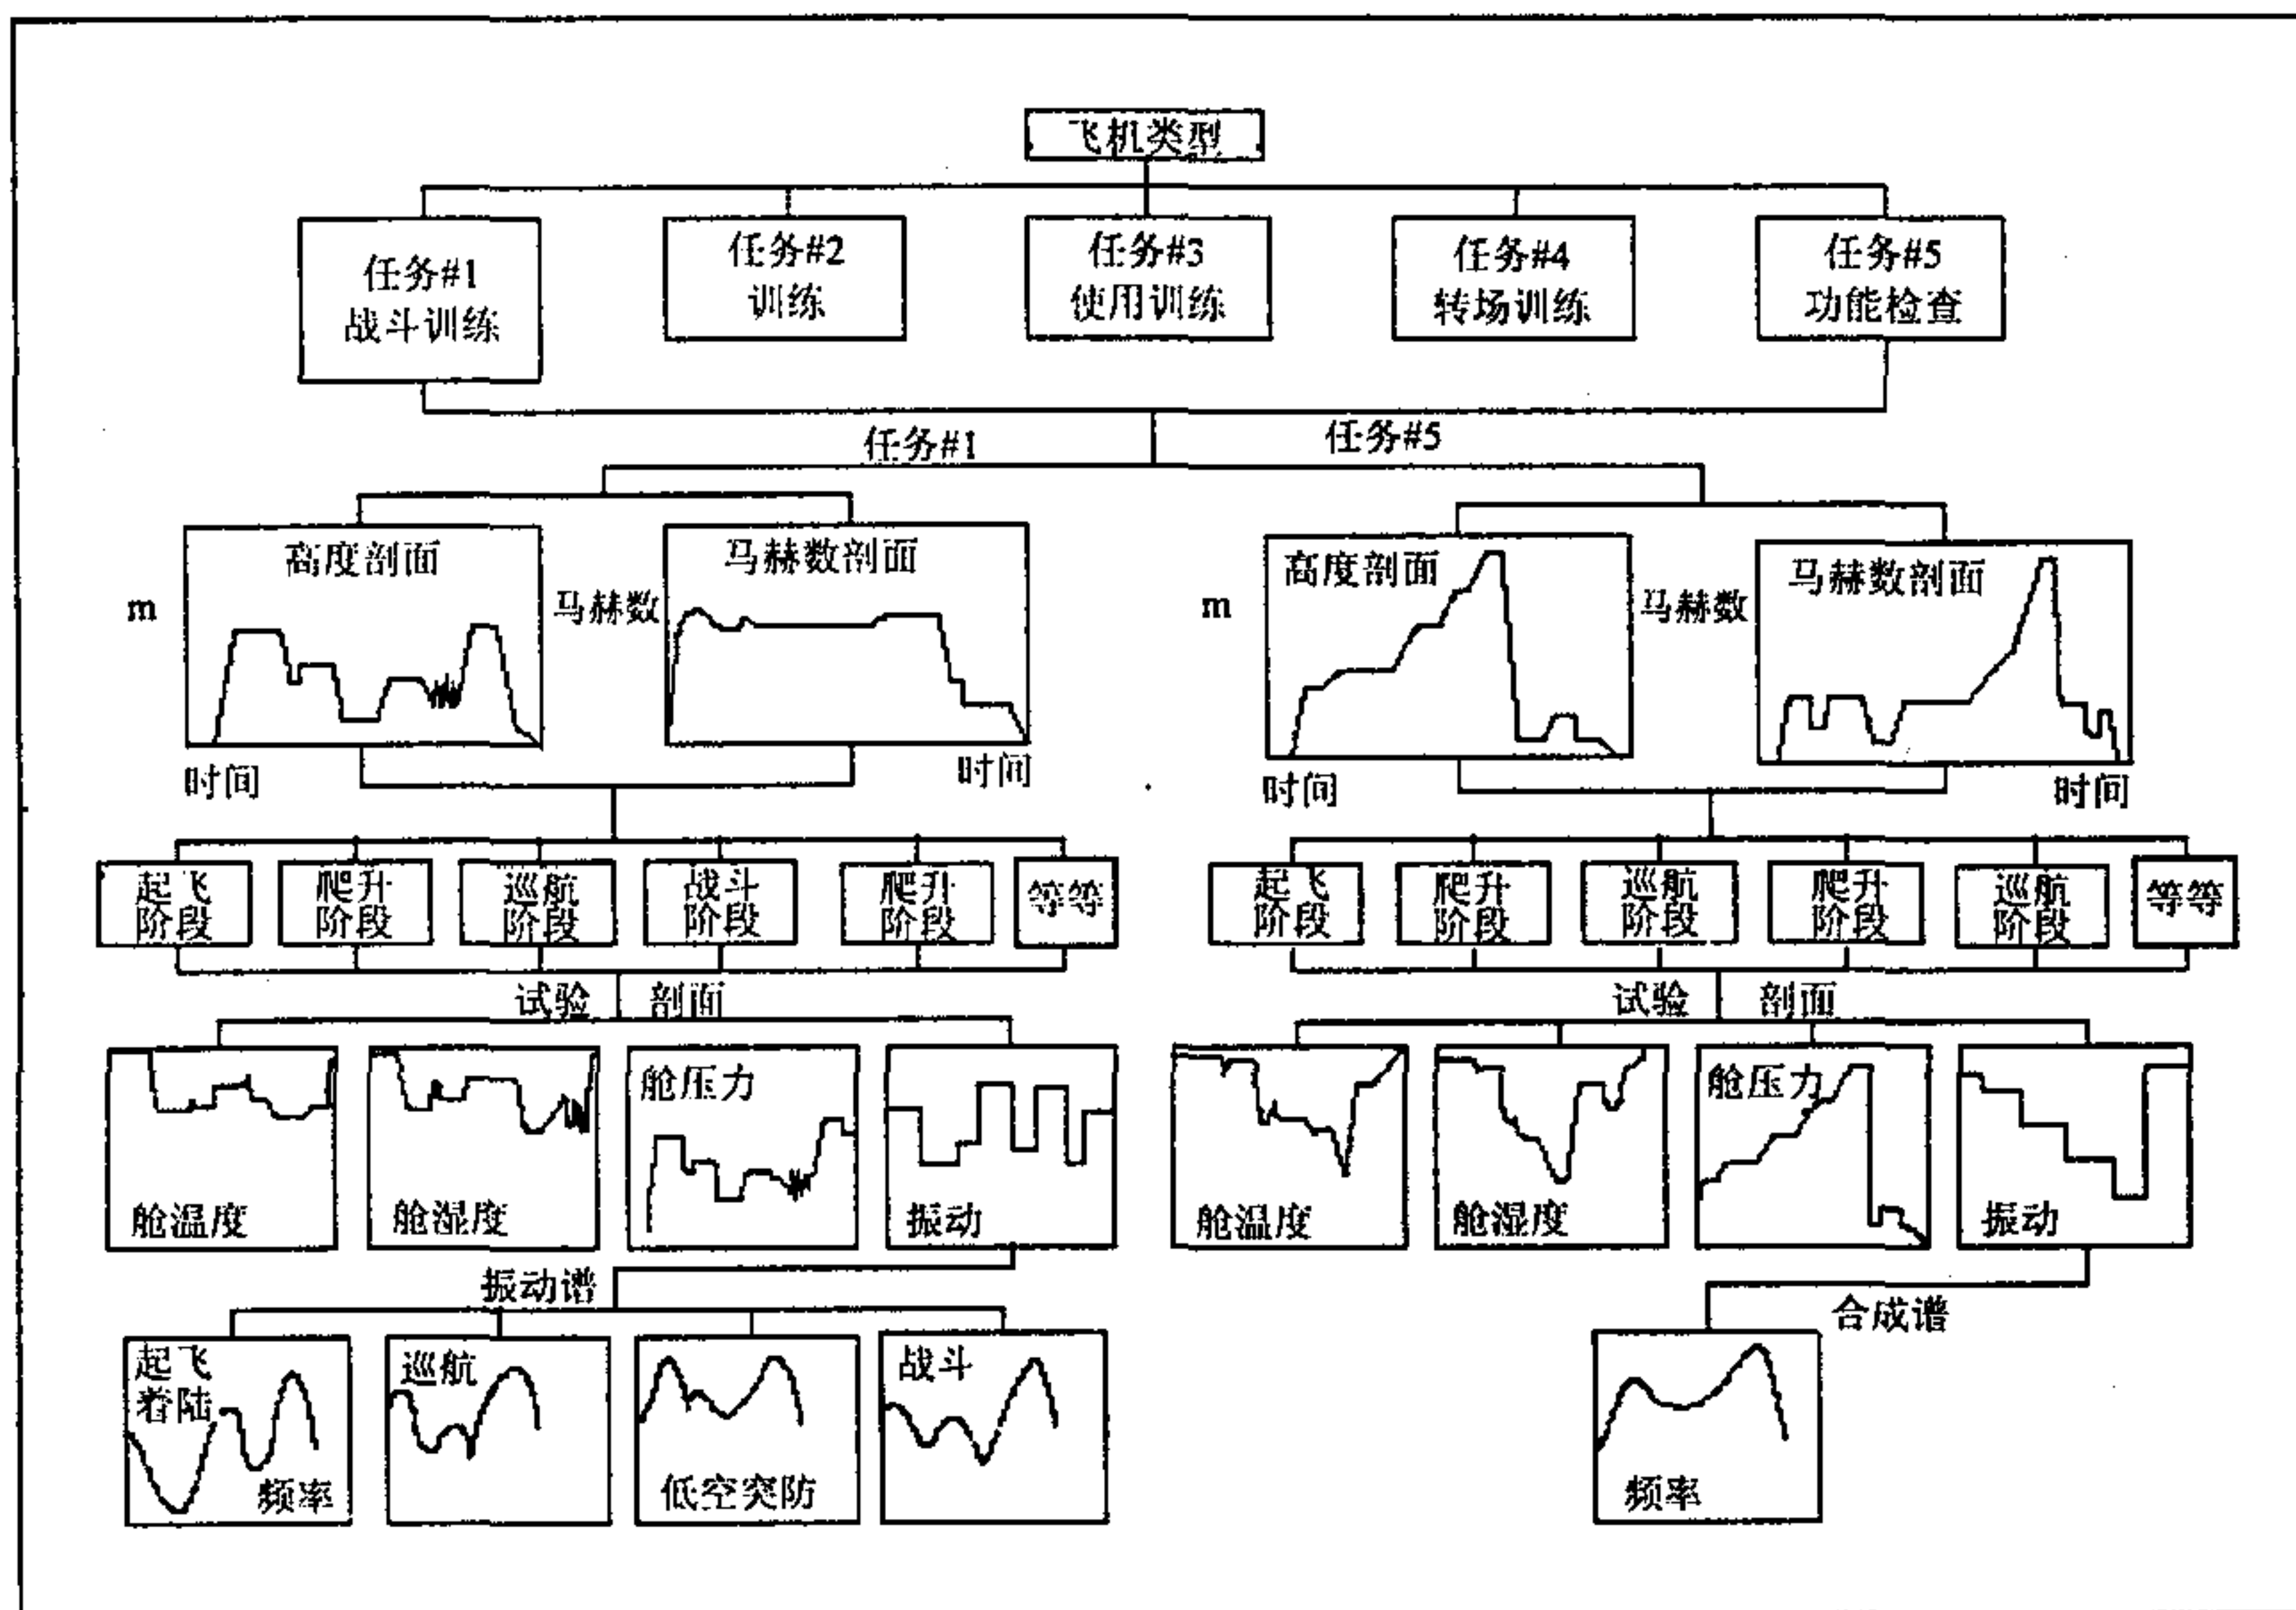 飞机类型
任务#1
战斗训练
任务#2
训练
任务#3
使用训练
任务#4
转场训练
任务#5
功能检查
任务#1
任务#5
高度剖面
m
时间
马赫数剖面
马赫数
时间
高度剖面
m
时间
马赫数剖面
马赫数
时间
起飞
阶段
爬升
阶段
巡航
阶段
战斗
阶段
爬升
阶段
等等
起飞
阶段
爬升
阶段
巡航
阶段
爬升
阶段
巡航
阶段
等等
试验 剖面
试验 剖面
舱温度
舱湿度
舱压力
振动
舱温度
舱湿度
舱压力
振动
振动谱
合成谱
起飞
着陆
频率
巡航
低空突防
战斗
频率